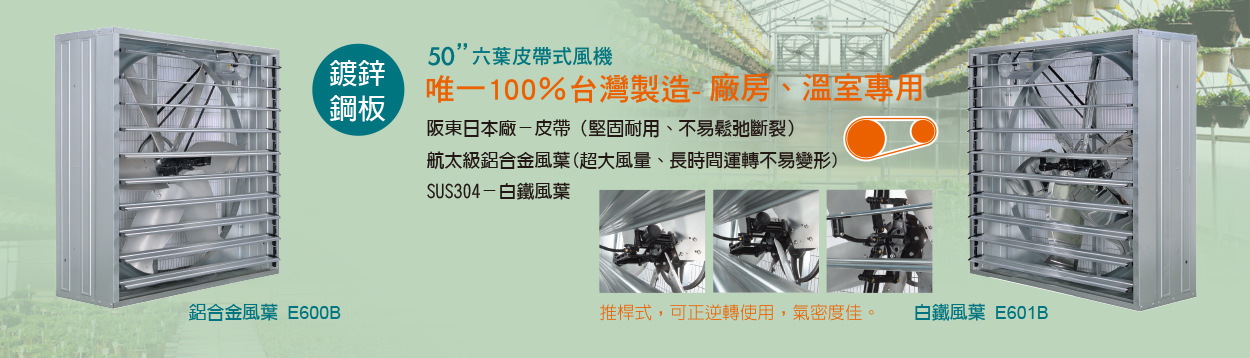 鍍鋅
鋼板
50”六葉皮帶式風機
唯一100%台灣製造-廠房、溫室專用
阪東日本廠－皮帶（堅固耐用、不易鬆弛斷裂）
航太級鋁合金風葉(超大風量、長時間運轉不易變形)
SUS304－白鐵風葉
鋁合金風葉 E600B
推桿式，可正逆轉使用，氣密度佳。
白鐵風葉 E601B